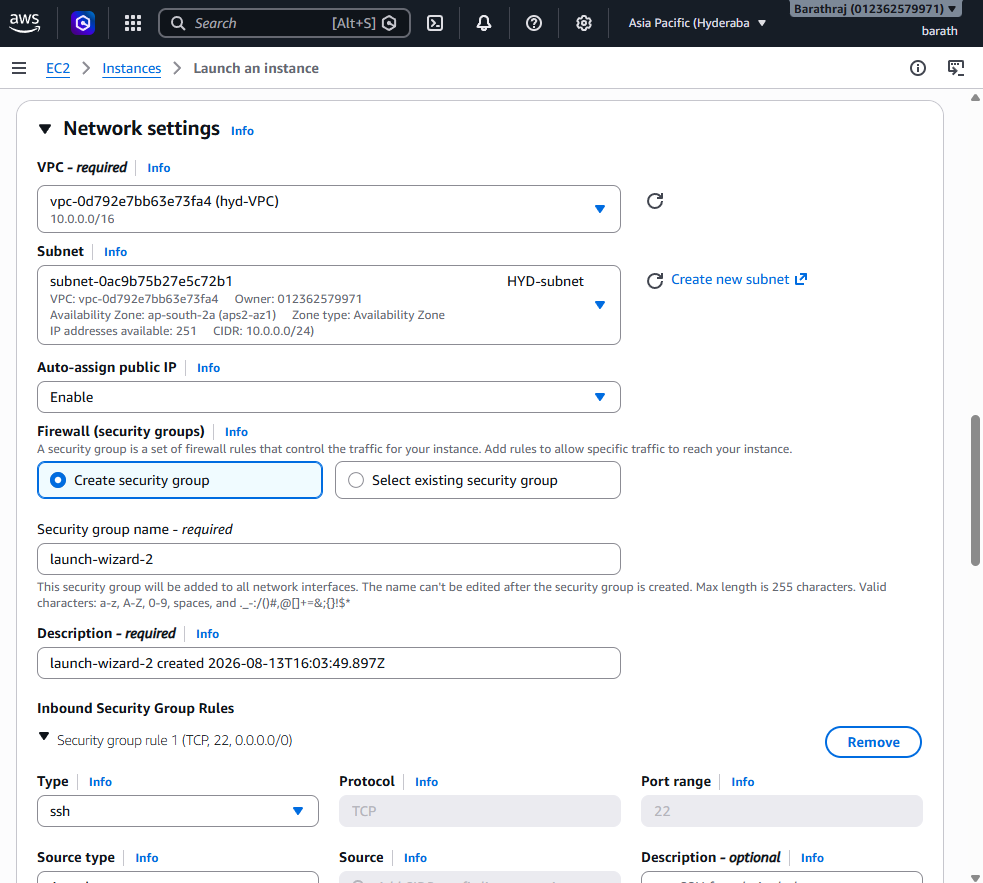 aws
Search [Alt+S]
Asia Pacific (Hyderaba
Barathraj (012362579971)
barath
EC2 Instances Launch an instance
Network settings Info
VPC - required Info
vpc-0d792e7bb63e73fa4 (hyd-VPC)
10.0.0.0/16
Subnet Info
subnet-0ac9b75b27e5c72b1 HYD-subnet
VPC: vpc-0d792e7bb63e73fa4 Owner: 012362579971
Availability Zone: ap-south-2a (aps2-az1) Zone type: Availability Zone
IP addresses available: 251 CIDR: 10.0.0.0/24)
Create new subnet
Auto-assign public IP Info
Enable
Firewall (security groups) Info
A security group is a set of firewall rules that control the traffic for your instance. Add rules to allow specific traffic to reach your instance.
Create security group Select existing security group
Security group name - required
launch-wizard-2
This security group will be added to all network interfaces. The name can't be edited after the security group is created. Max length is 255 characters. Valid
characters: a-z, A-Z, 0-9, spaces, and ._-:/()#,@[]+=&;{}!$*
Description - required Info
launch-wizard-2 created 2026-08-13T16:03:49.897Z
Inbound Security Group Rules
Security group rule 1 (TCP, 22, 0.0.0.0/0)
Remove
Type Info Protocol Info Port range Info
ssh TCP 22
Source type Info Source Info Description - optional Info